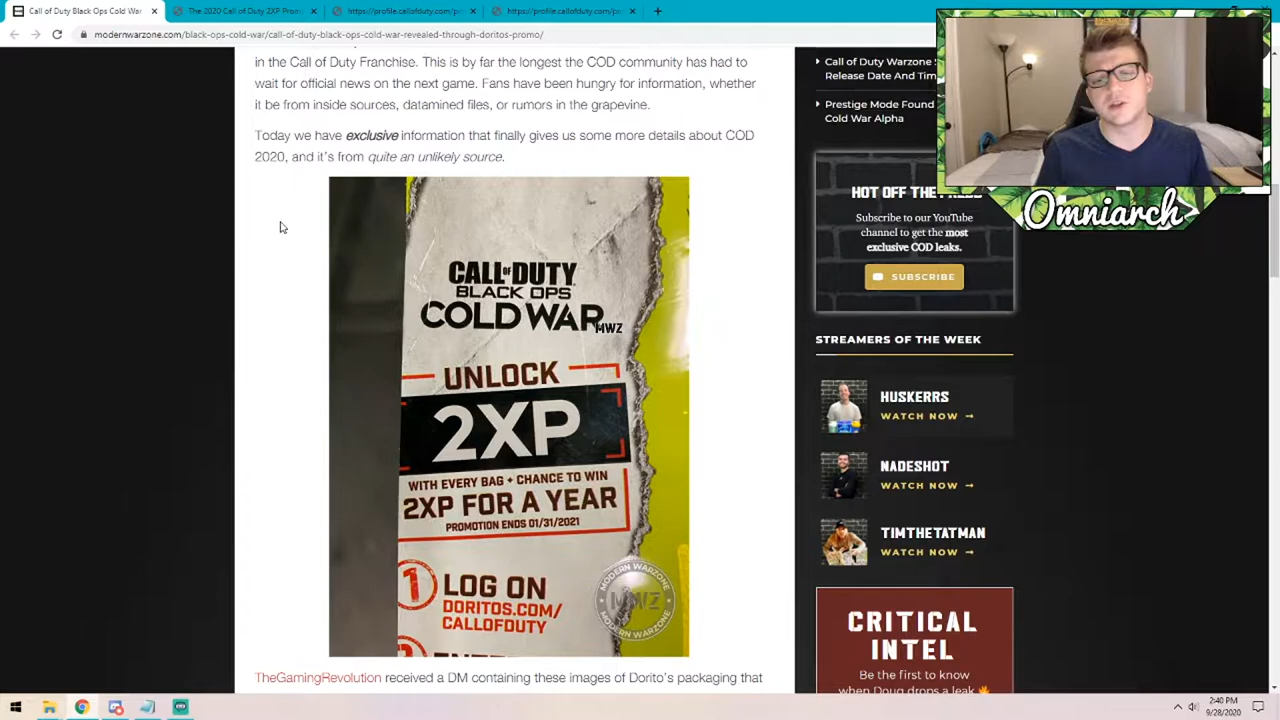 Call of Duty Black Ops Cold War
The 2020 Call of Duty 2XP Prom
https://profile.callofduty.com/p
https://profile.callofduty.com/p
modernwarzone.com/black-ops-cold-war/call-of-duty-black-ops-cold-war-revealed-through-doritos-promo/
in the Call of Duty Franchise. This is by far the longest the COD community has had to
wait for official news on the next game. Fans have been hungry for information, whether
it be from inside sources, datamined files, or rumors in the grapevine.
Today we have exclusive information that finally gives us some more details about COD
2020, and it's from quite an unlikely source.
CALL OF DUTY
BLACK OPS
COLD WAR
MWZ
UNLOCK
2XP
WITH EVERY BAG + CHANCE TO WIN
2XP FOR A YEAR
PROMOTION ENDS 01/31/2021
1 LOG ON
DORITOS.COM/
CALLOFDUTY
MODERN WARZONE
MWZ
MODERN WARZONE
TheGamingRevolution received a DM containing these images of Dorito's packaging that
Call of Duty Warzone
Release Date And Tim
Prestige Mode Found
Cold War Alpha
HOT OFF THE
Subscribe to our YouTube
channel to get the most
exclusive COD leaks.
SUBSCRIBE
STREAMERS OF THE WEEK
HUSKERRS
WATCH NOW →
NADESHOT
WATCH NOW →
TIMTHETATMAN
WATCH NOW →
CRITICAL
INTEL
Be the first to know
when Doug drops a leak
Omniarch
2:40 PM
9/28/2020